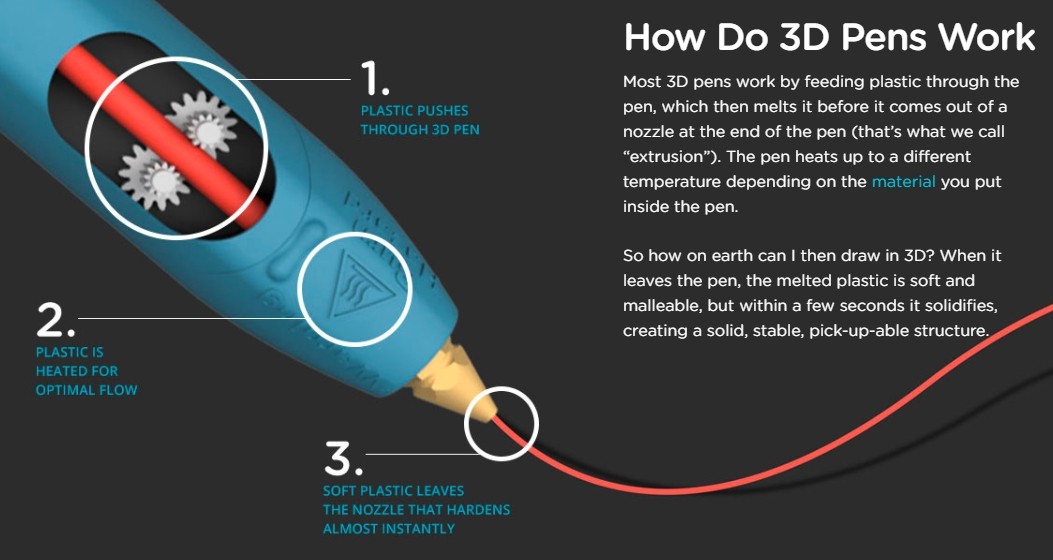 How Do 3D Pens Work
Most 3D pens work by feeding plastic through the
pen, which then melts it before it comes out of a
nozzle at the end of the pen (that’s what we call
“extrusion”). The pen heats up to a different
temperature depending on the material you put
inside the pen.
So how on earth can I then draw in 3D? When it
leaves the pen, the melted plastic is soft and
malleable, but within a few seconds it solidifies,
creating a solid, stable, pick-up-able structure.
1.
PLASTIC PUSHES
THROUGH 3D PEN
2.
PLASTIC IS
HEATED FOR
OPTIMAL FLOW
3.
SOFT PLASTIC LEAVES
THE NOZZLE THAT HARDENS
ALMOST INSTANTLY